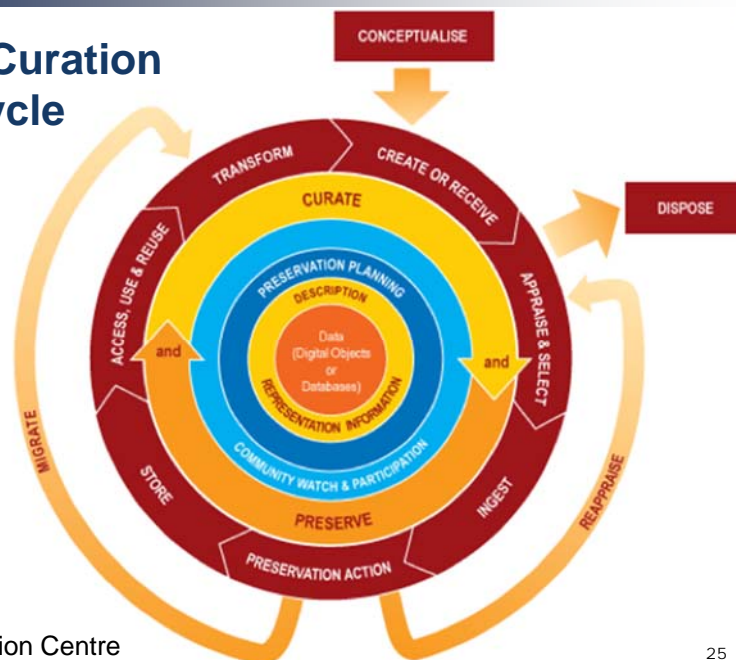 Curation
ycle
CONCEPTUALISE
DISPOSE
TRANSFORM
CREATE OR RECEIVE
APPRAISE & SELECT
INGEST
PRESERVATION ACTION
STORE
ACCESS, USE & REUSE
CURATE
and
PRESERVE
and
PRESERVATION PLANNING
COMMUNITY WATCH & PARTICIPATION
DESCRIPTION
REPRESENTATION INFORMATION
Data
(Digital Objects
or
Databases)
MIGRATE
REAPPRAISE
ion Centre
25